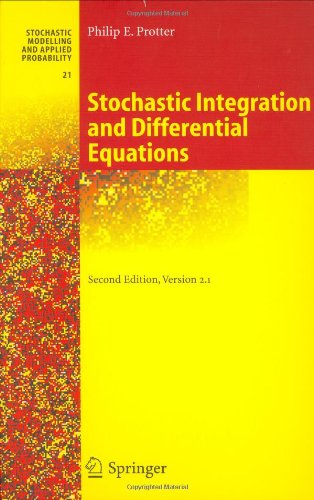 STOCHASTIC
MODELLING
AND APPLIED
PROBABILITY
21
Philip E. Protter
Stochastic Integration
and Differential
Equations
Second Edition, Version 2.1
Springer